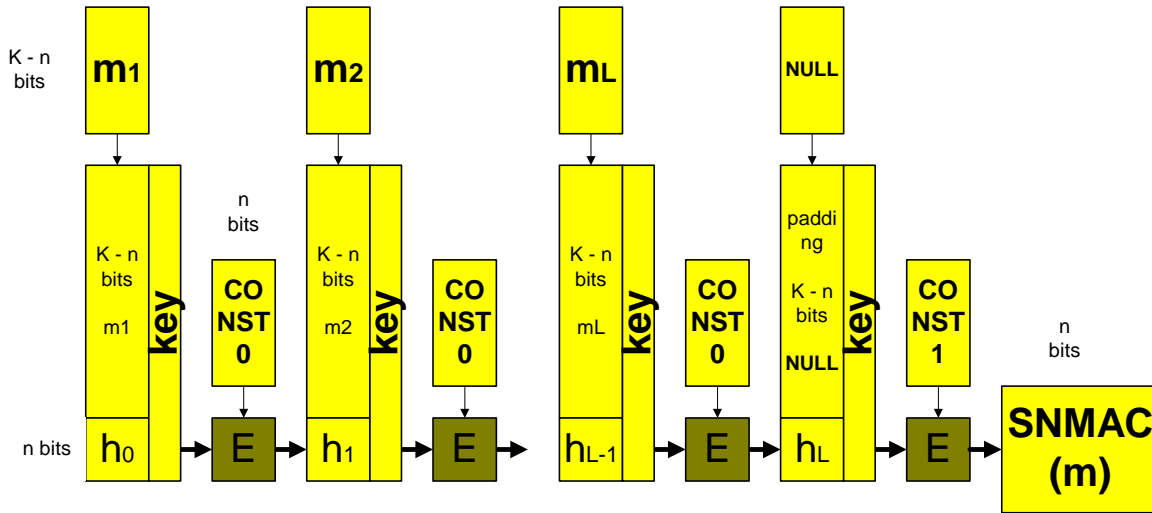 K - n
bits
m1
m2
mL
NULL
K - n
bits
m1
key
n
bits
CO
NST
0
K - n
bits
m2
key
CO
NST
0
K - n
bits
mL
key
CO
NST
0
paddi
ng
K - n
bits
NULL
key
CO
NST
1
n
bits
n bits
h0
E
h1
E
hL-1
E
hL
E
SNMAC
(m)